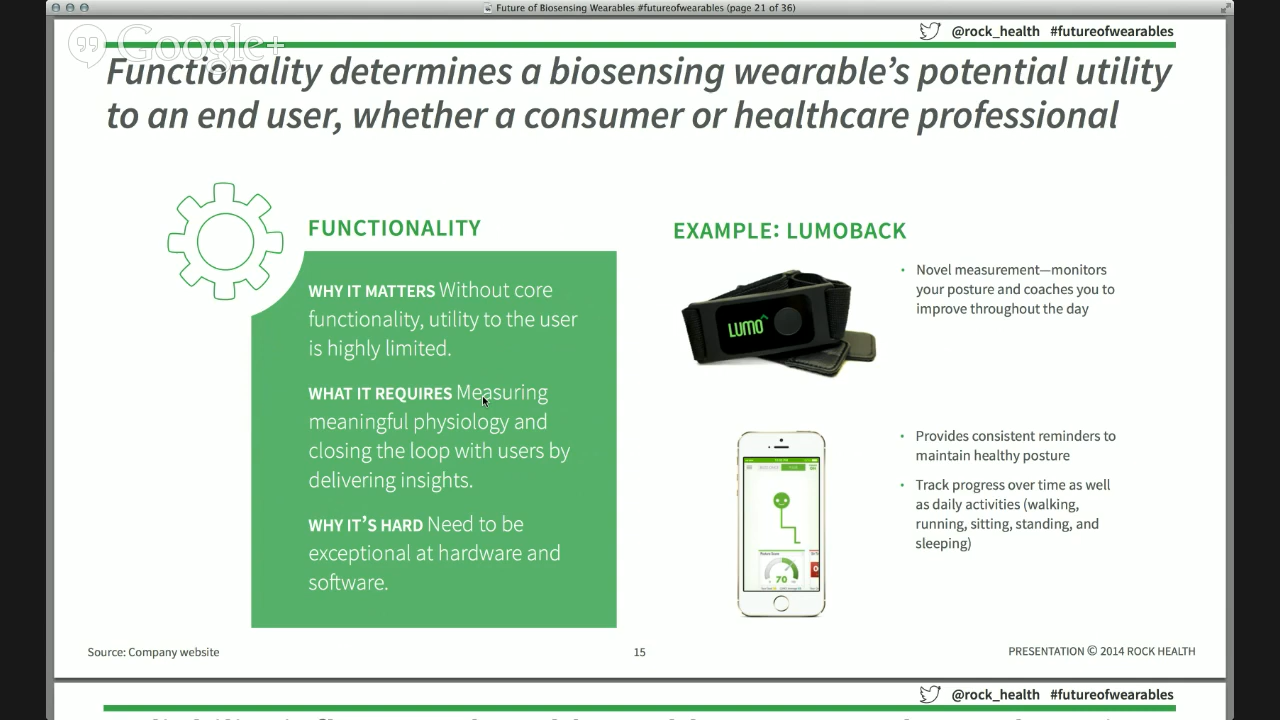 Future of Biosensing Wearables #futureofwearables (page 21 of 36)
Google+
@rock_health #futureofwearables
Functionality determines a biosensing wearable’s potential utility
to an end user, whether a consumer or healthcare professional
FUNCTIONALITY
WHY IT MATTERS Without core
functionality, utility to the user
is highly limited.
WHAT IT REQUIRES Measuring
meaningful physiology and
closing the loop with users by
delivering insights.
WHY IT’S HARD Need to be
exceptional at hardware and
software.
EXAMPLE: LUMOBACK
LUMO
• Novel measurement—monitors
your posture and coaches you to
improve throughout the day
70
• Provides consistent reminders to
maintain healthy posture
• Track progress over time as well
as daily activities (walking,
running, sitting, standing, and
sleeping)
Source: Company website
15
PRESENTATION © 2014 ROCK HEALTH
@rock_health #futureofwearables